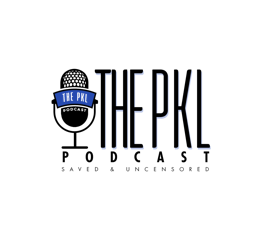 THE PKL
PODCAST
THE PKL
PODCAST
SAVED & UNCENSORED